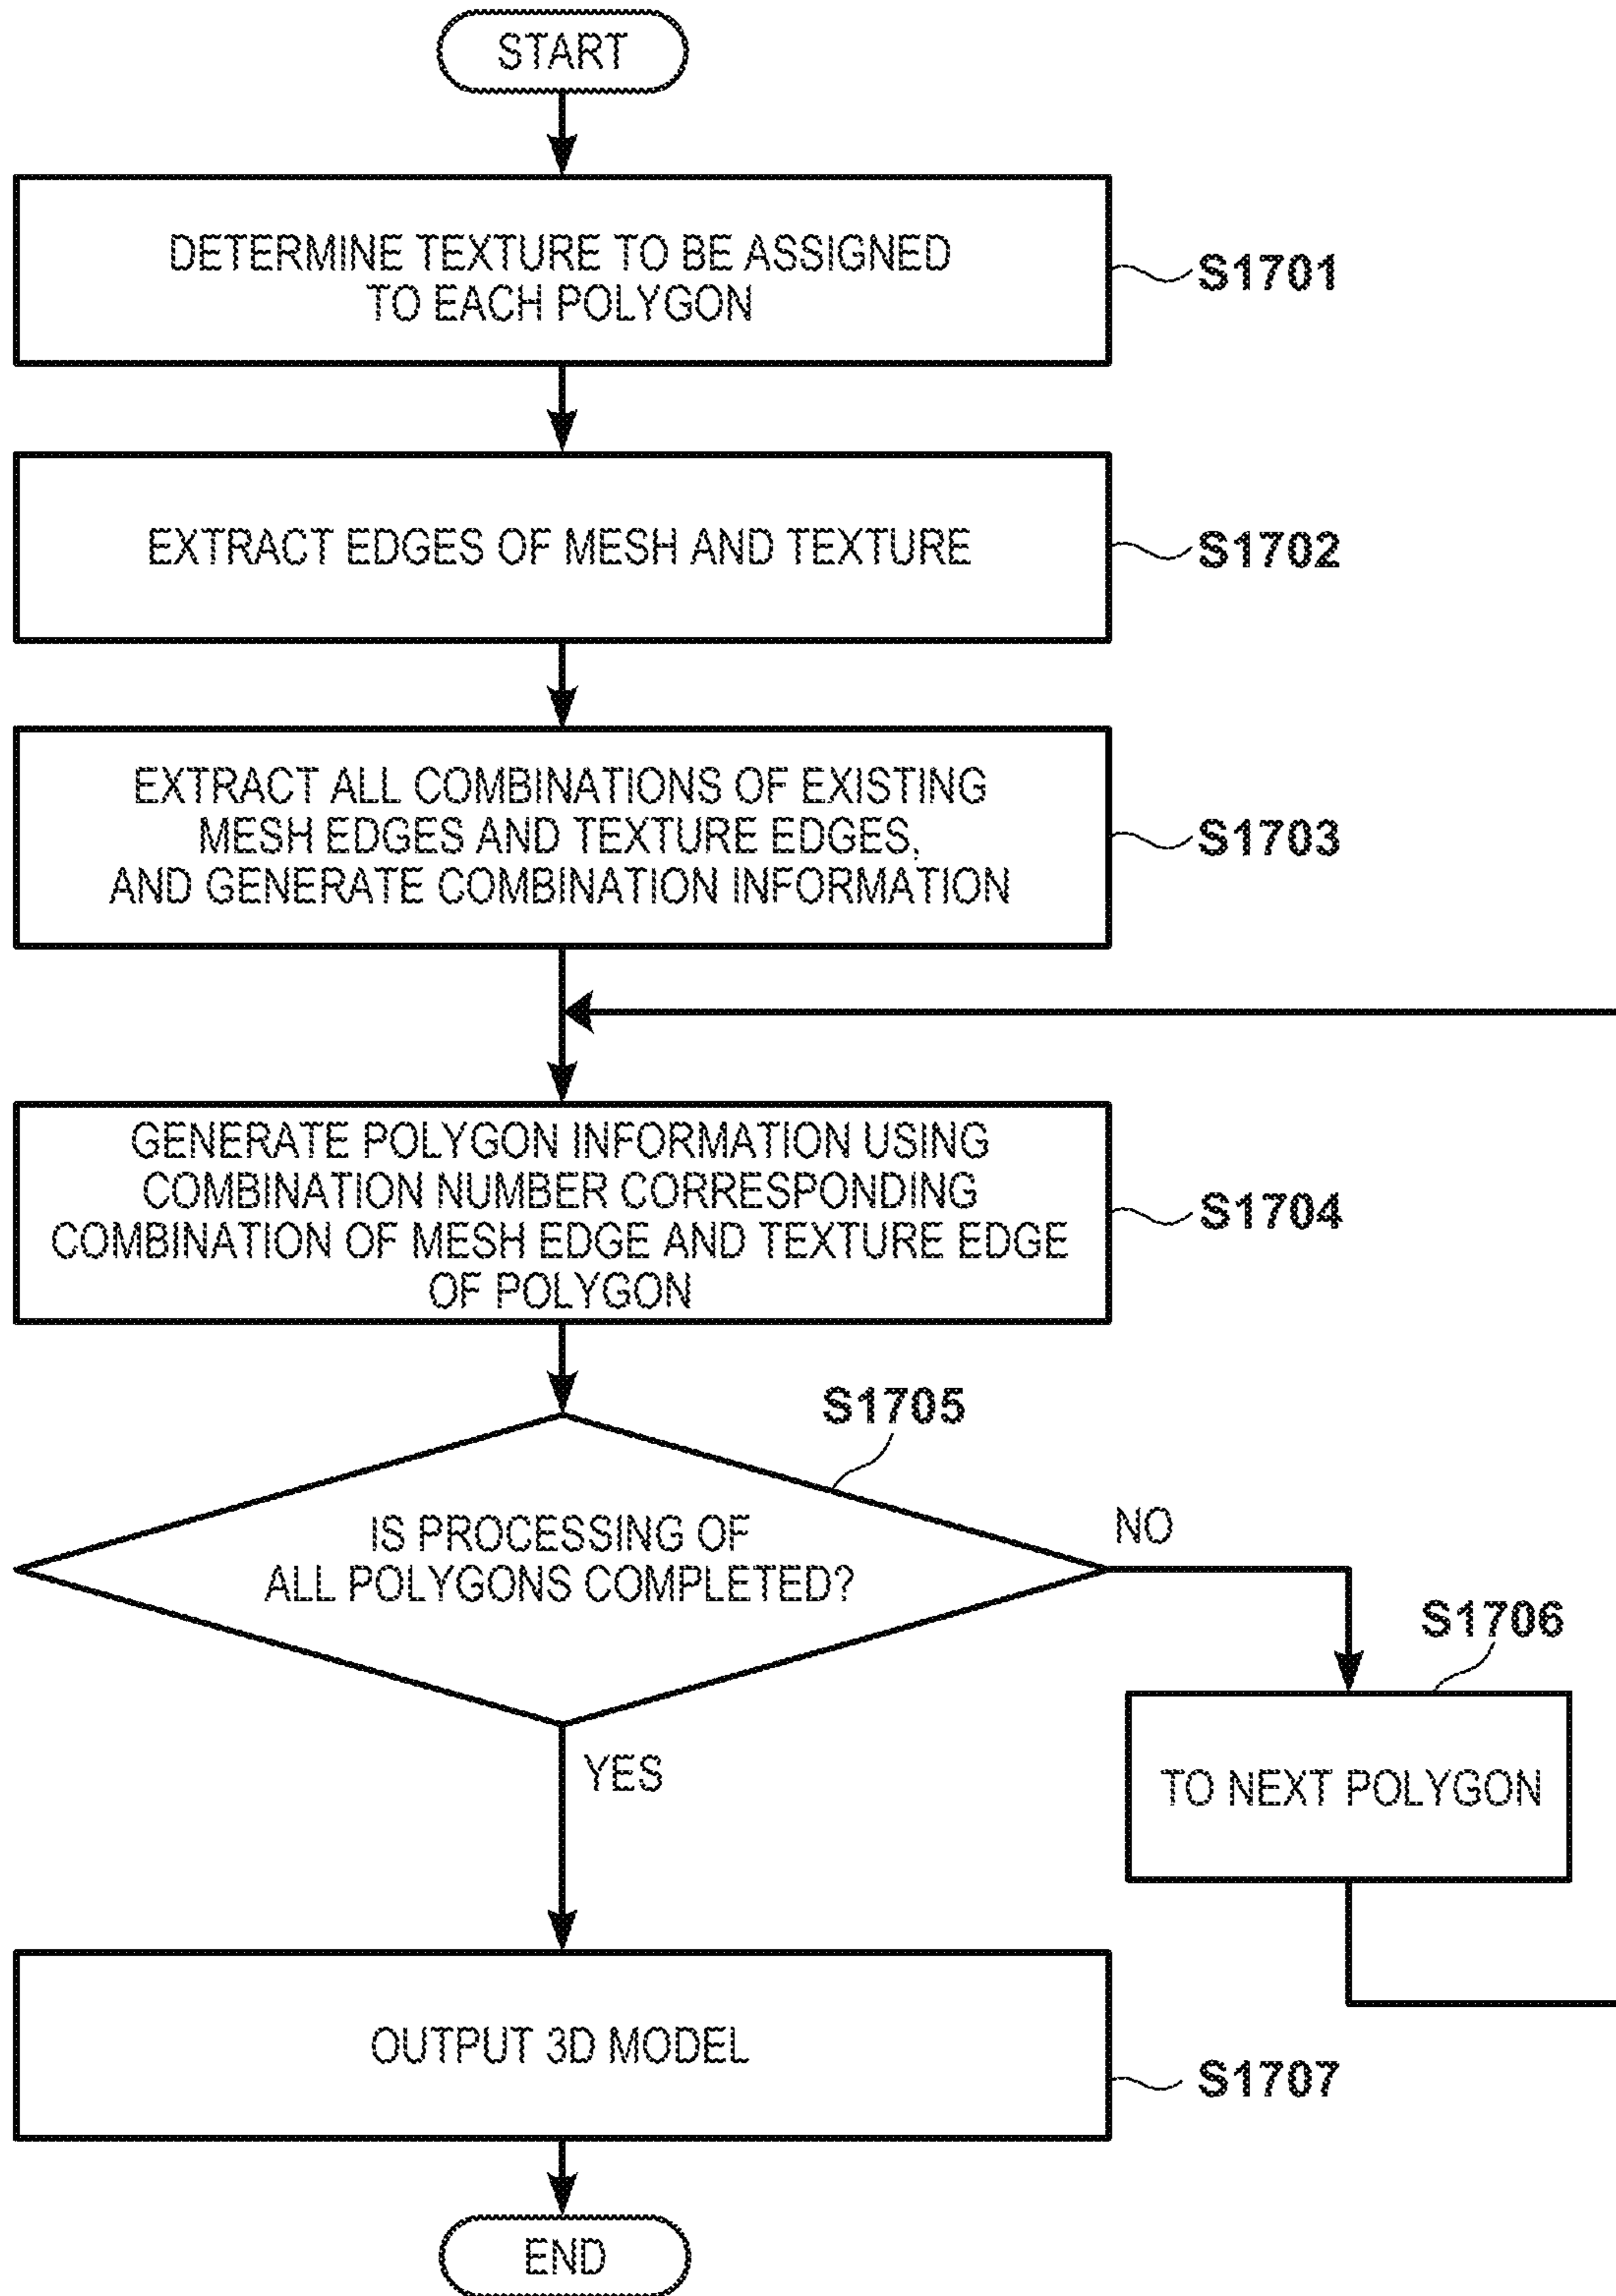 START
DETERMINE TEXTURE TO BE ASSIGNED
TO EACH POLYGON
S1701
EXTRACT EDGES OF MESH AND TEXTURE
S1702
EXTRACT ALL COMBINATIONS OF EXISTING
MESH EDGES AND TEXTURE EDGES,
AND GENERATE COMBINATION INFORMATION
S1703
GENERATE POLYGON INFORMATION USING
COMBINATION NUMBER CORRESPONDING
COMBINATION OF MESH EDGE AND TEXTURE EDGE
OF POLYGON
S1704
S1705
IS PROCESSING OF
ALL POLYGONS COMPLETED?
NO
S1706
TO NEXT POLYGON
YES
OUTPUT 3D MODEL
S1707
END